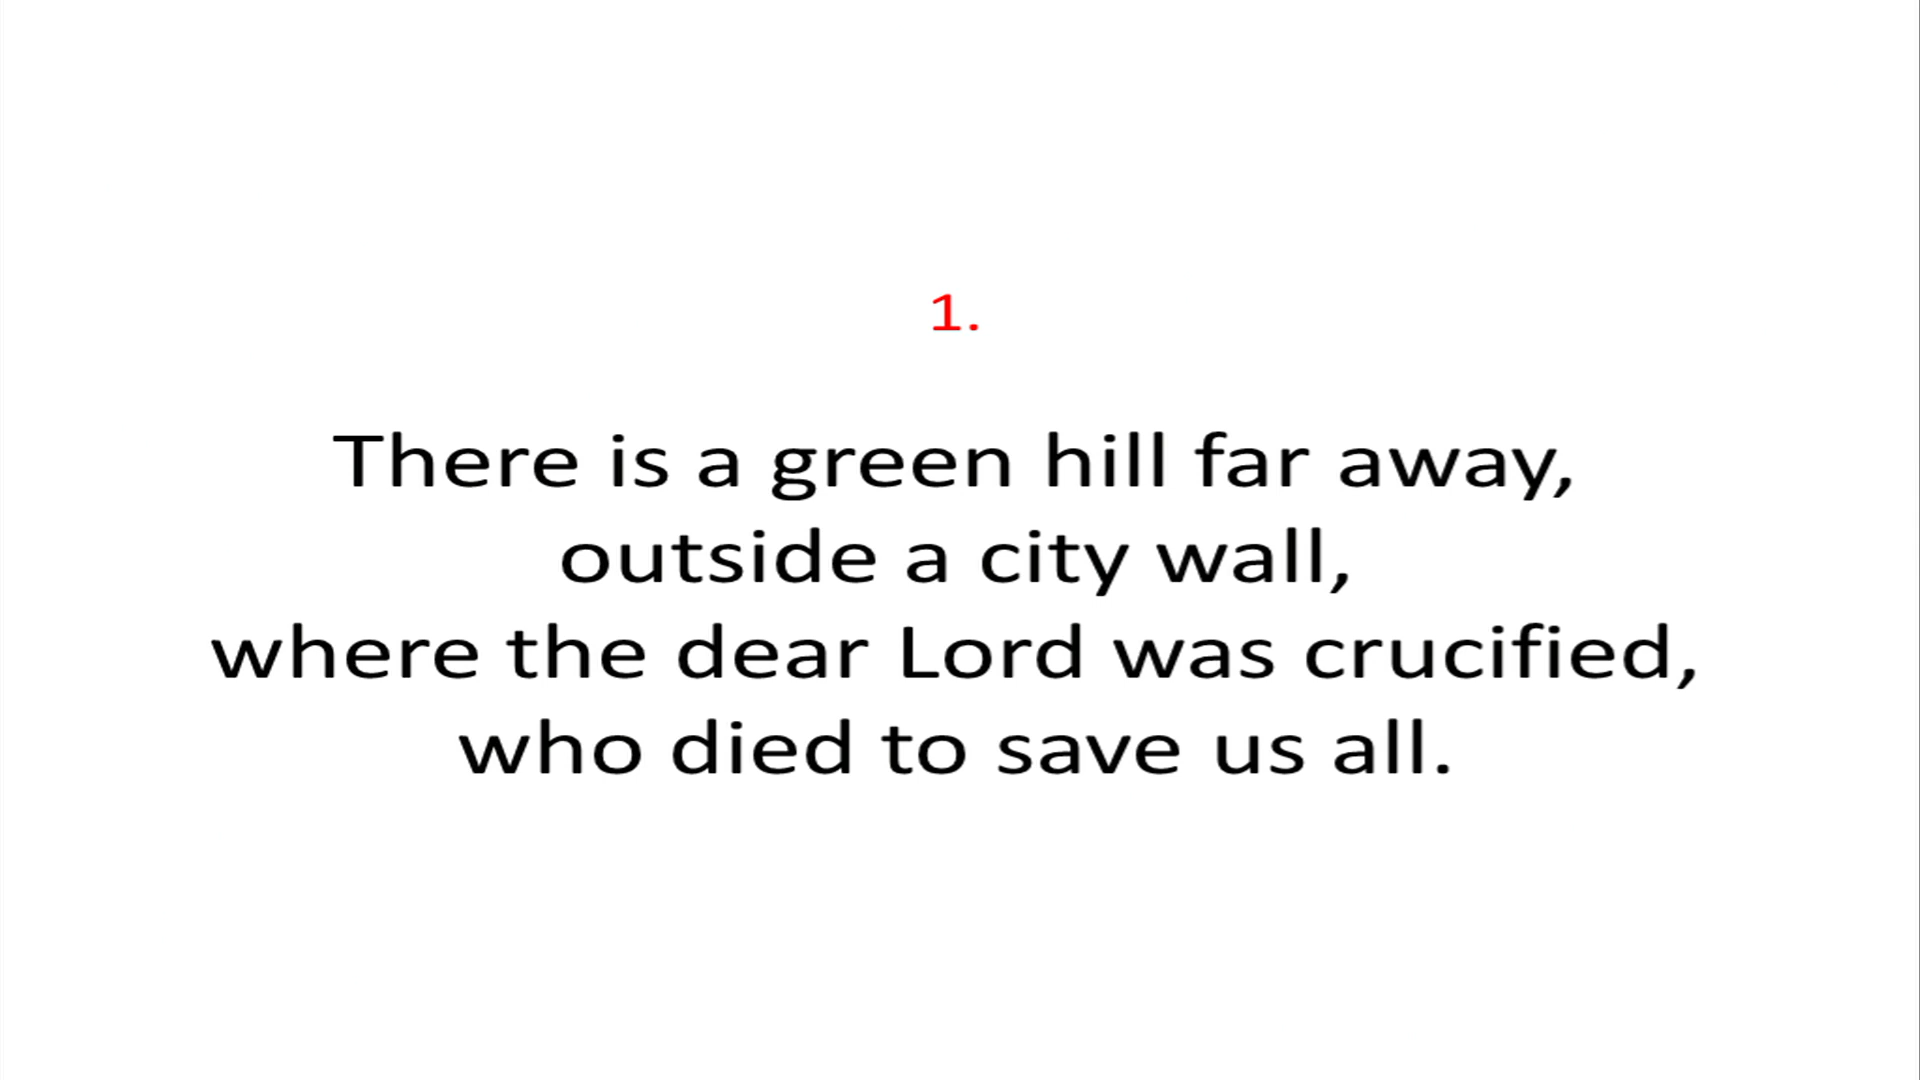 1.
There is a green hill far away,
outside a city wall,
where the dear Lord was crucified,
who died to save us all.